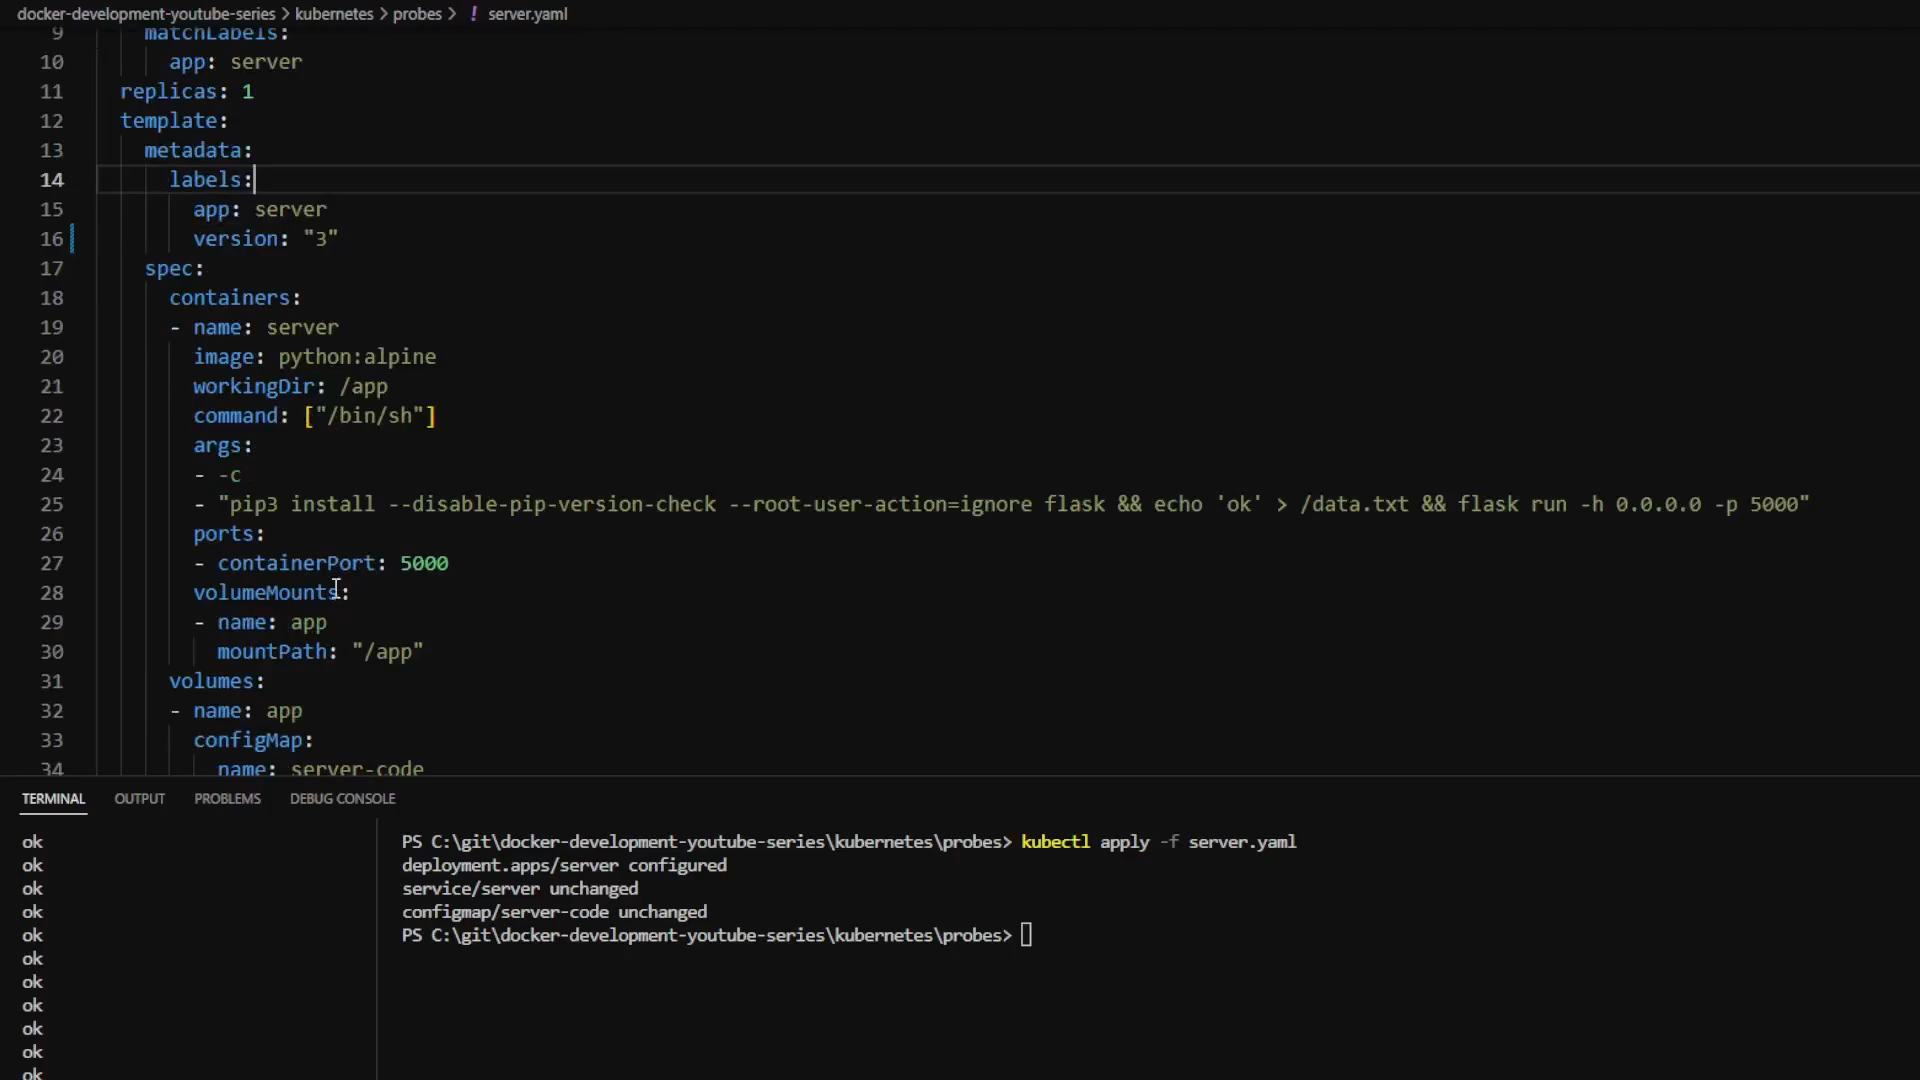 docker-development-youtube-series > kubernetes > probes > ! server.yaml
9 matchLabels:
10 app: server
11 replicas: 1
12 template:
13 metadata:
14 labels:
15 app: server
16 version: "3"
17 spec:
18 containers:
19 - name: server
20 image: python:alpine
21 workingDir: /app
22 command: ["/bin/sh"]
23 args:
24 - -c
25 - "pip3 install --disable-pip-version-check --root-user-action=ignore flask && echo 'ok' > /data.txt && flask run -h 0.0.0.0 -p 5000"
26 ports:
27 - containerPort: 5000
28 volumeMounts:
29 - name: app
30 mountPath: "/app"
31 volumes:
32 - name: app
33 configMap:
34 name: server-code
TERMINAL OUTPUT PROBLEMS DEBUG CONSOLE
ok
ok
ok
ok
ok
ok
ok
ok
ok
ok
ok
PS C:\git\docker-development-youtube-series\kubernetes\probes> kubectl apply -f server.yaml
deployment.apps/server configured
service/server unchanged
configmap/server-code unchanged
PS C:\git\docker-development-youtube-series\kubernetes\probes>